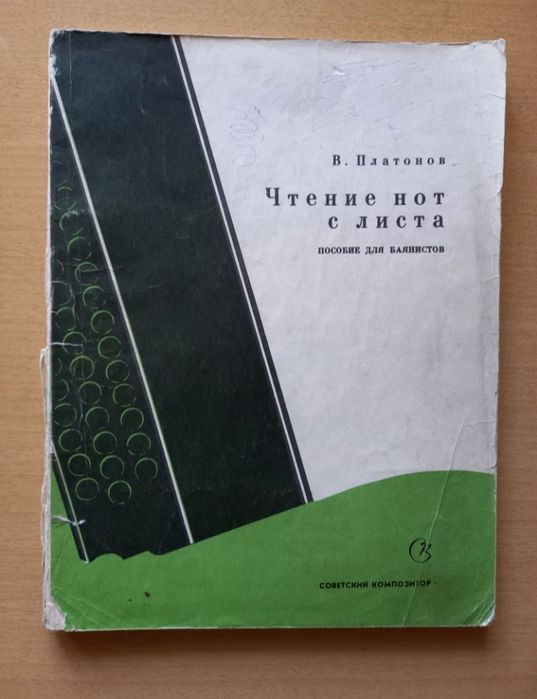 В. Платонов
Чтение нот
с листа
ПОСОБИЕ ДЛЯ БАЯНИСТОВ
СОВЕТСКИЙ КОМПОЗИТОР